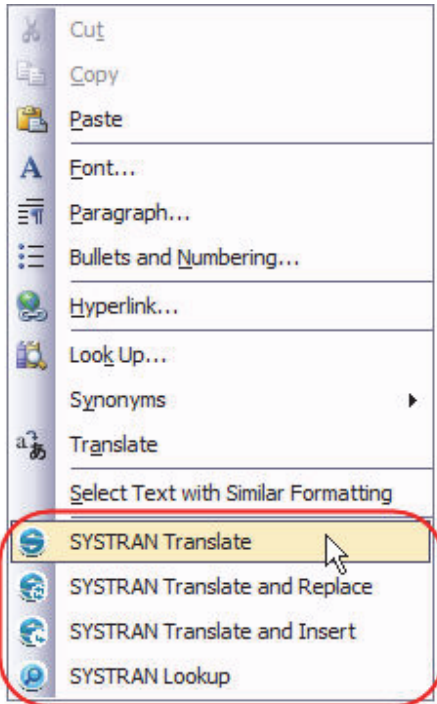 Cut
Copy
Paste
Font...
Paragraph...
Bullets and Numbering...
Hyperlink...
Look Up...
Synonyms
Translate
Select Text with Similar Formatting
SYSTRAN Translate
SYSTRAN Translate and Replace
SYSTRAN Translate and Insert
SYSTRAN Lookup